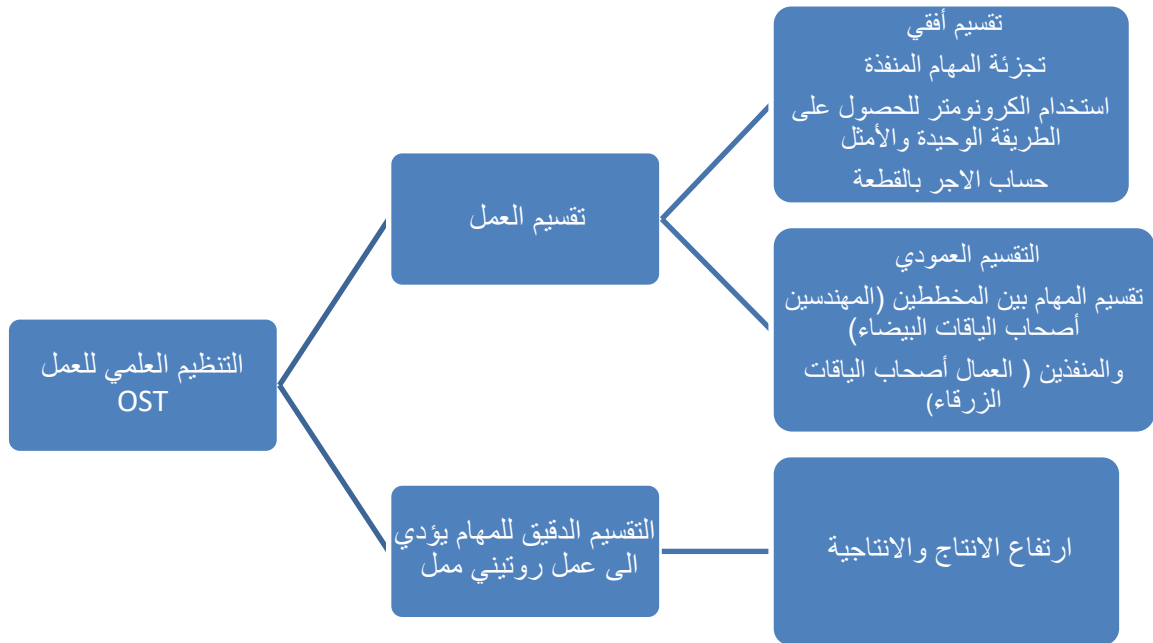 تقسيم أفقي
تجزئة المهام المنفذة
استخدام الكرونومتر للحصول على
الطريقة الوحيدة والأمثل
حساب الاجر بالقطعة
تقسيم العمل
التقسيم العمودي
تقسيم المهام بين المخططين (المهندسين
أصحاب الياقات البيضاء)
والمنفذين ( العمال أصحاب الياقات
الزرقاء)
التنظيم العلمي للعمل
OST
التقسيم الدقيق للمهام يؤدي
الى عمل روتيني ممل
ارتفاع الانتاج والانتاجية